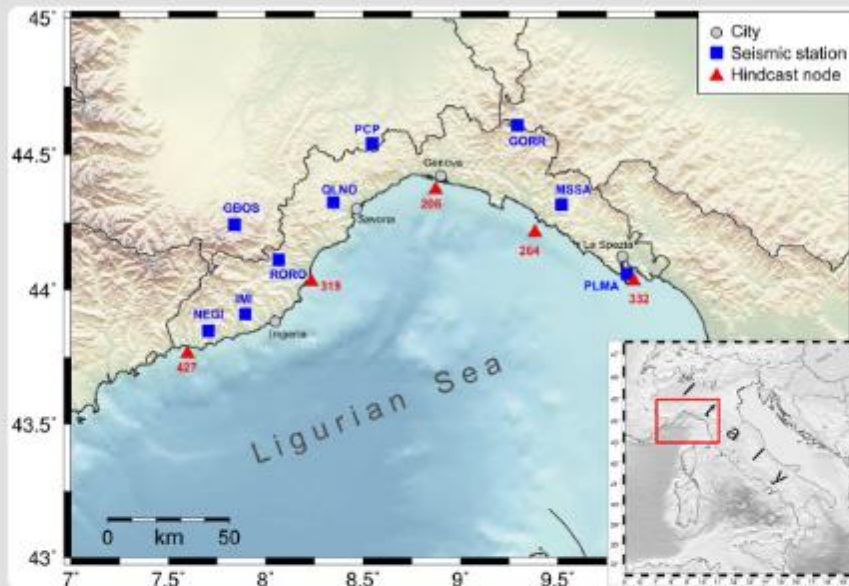 45°
44.5°
44°
43.5°
43°
7°
7.5°
8°
8.5°
9°
9.5°
City
Seismic station
Hindcast node
PCP
GORR
Genova
QLNO
MSSA
206
GBOS
Savona
264
La Spezia
RORO
319
PLMA
332
IMI
NEGI
Imperia
427
Ligurian Sea
Italy
0 km 50